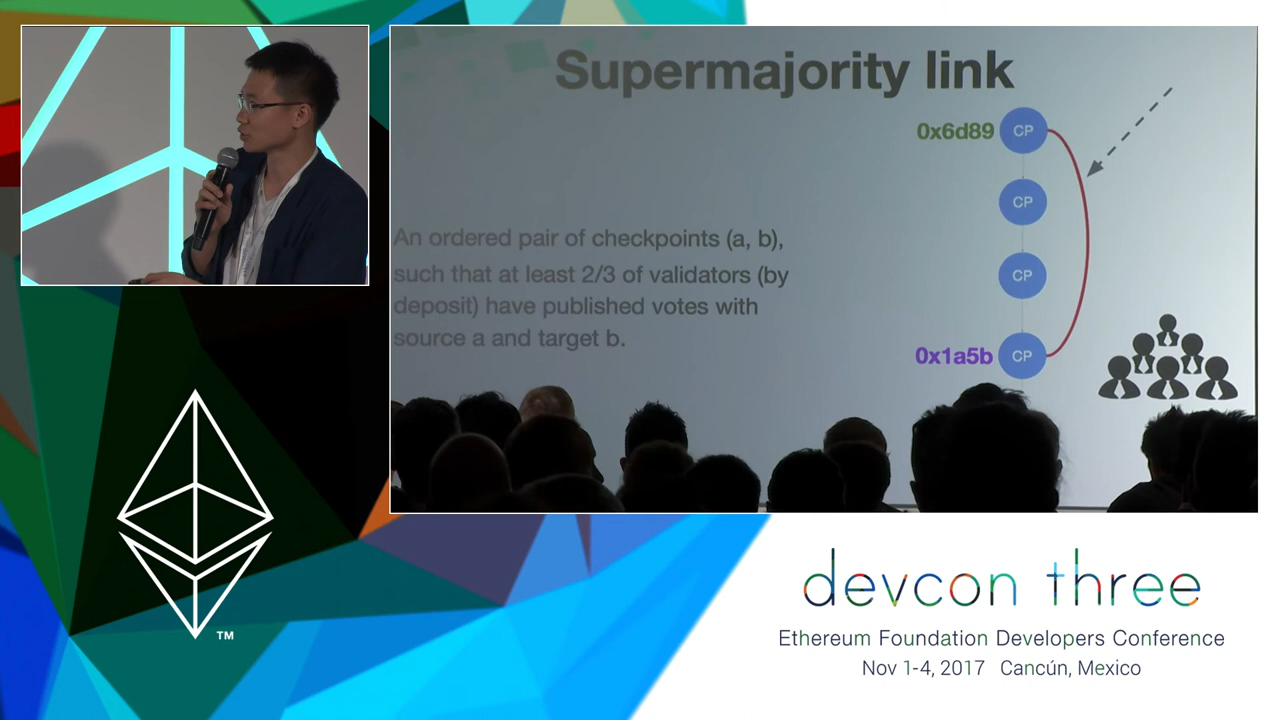 Supermajority link
0x6d89
CP
CP
An ordered pair of checkpoints (a, b),
such that at least 2/3 of validators (by
deposit) have published votes with
source a and target b.
CP
0x1a5b
CP
TM
devcon three
Ethereum Foundation Developers Conference
Nov 1-4, 2017 Cancún, Mexico